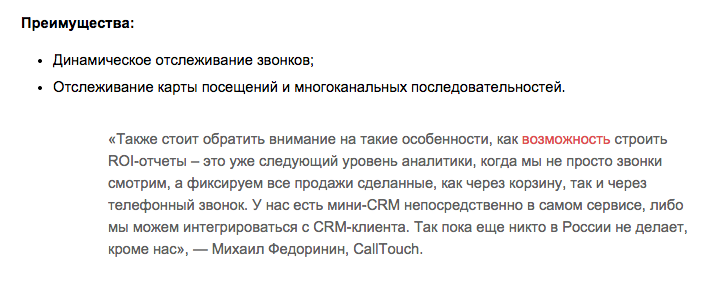 Преимущества:
• Динамическое отслеживание звонков;
• Отслеживание карты посещений и многоканальных последовательностей.
«Также стоит обратить внимание на такие особенности, как возможность строить
ROI-отчеты – это уже следующий уровень аналитики, когда мы не просто звонки
смотрим, а фиксируем все продажи сделанные, как через корзину, так и через
телефонный звонок. У нас есть мини-CRM непосредственно в самом сервисе, либо
мы можем интегрироваться с CRM-клиента. Так пока еще никто в России не делает,
кроме нас», — Михаил Федоринин, CallTouch.